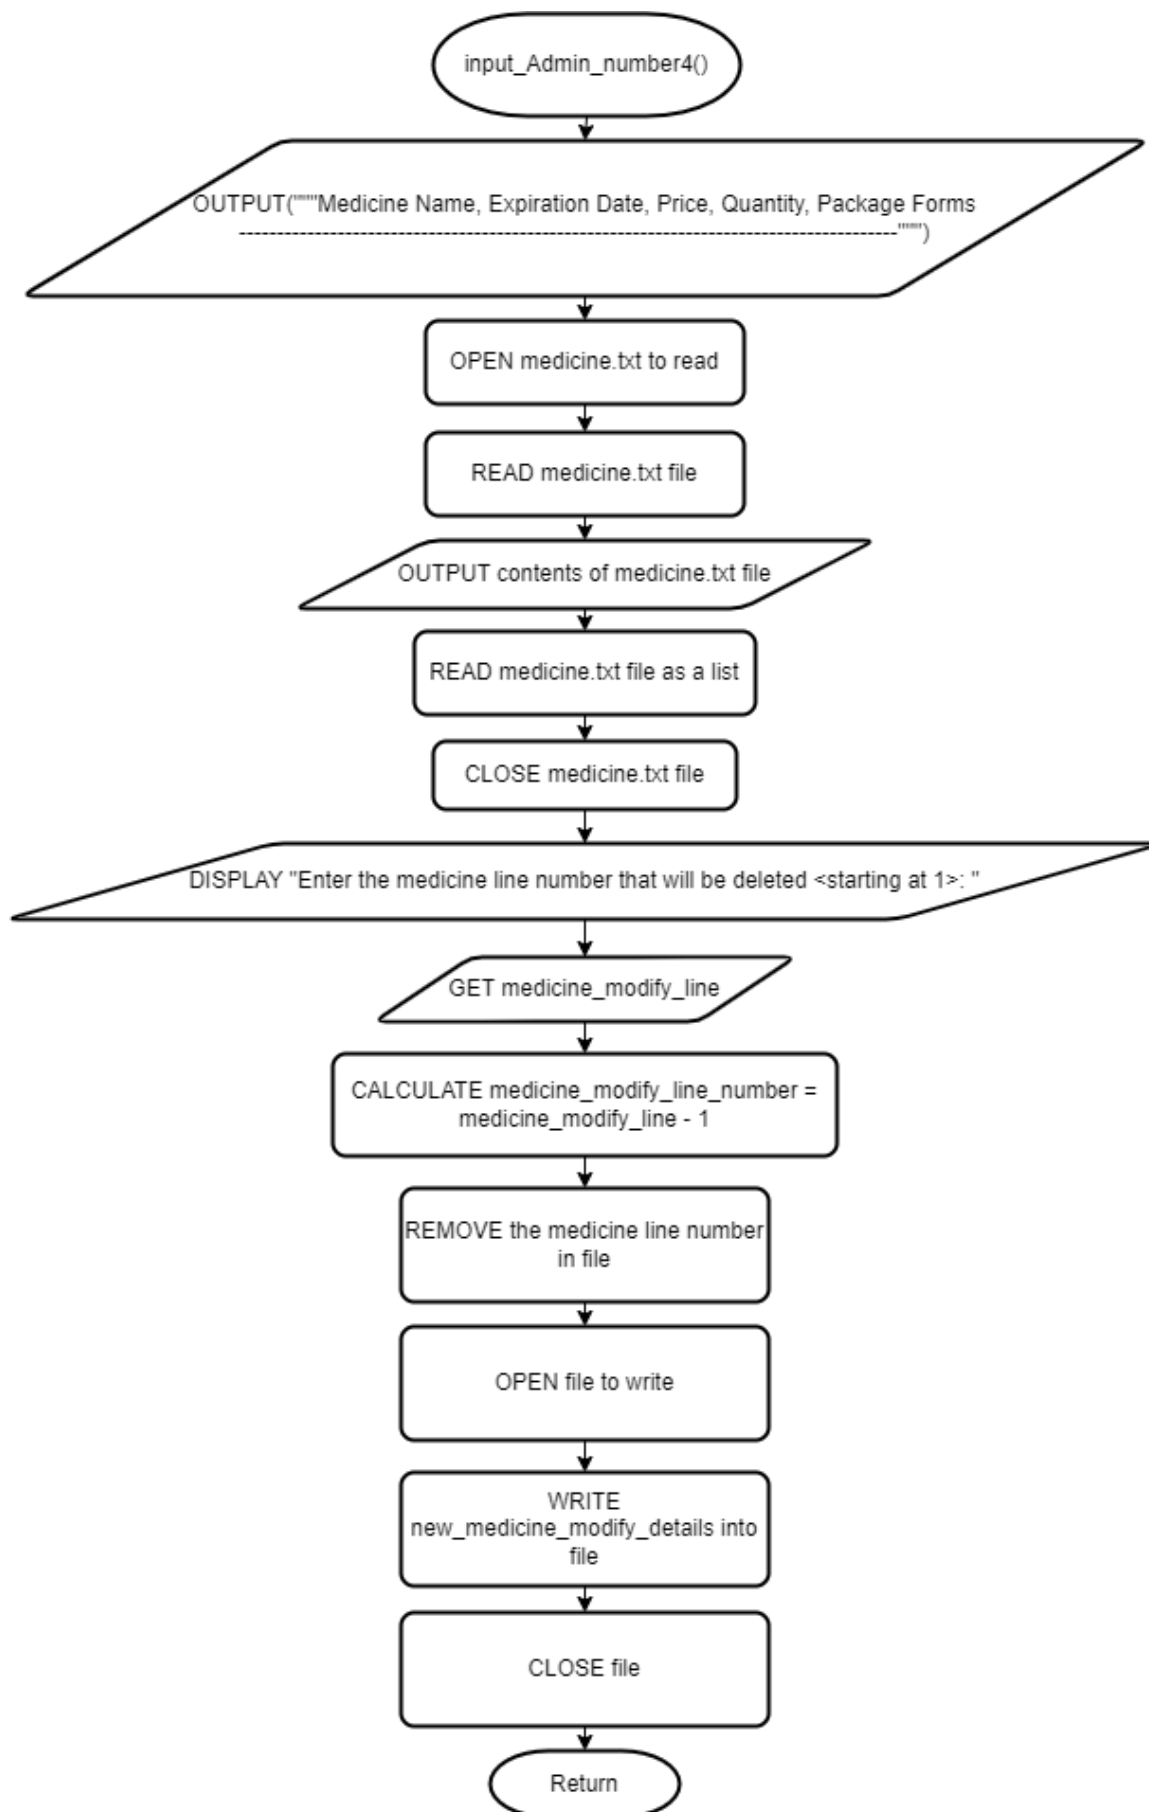 input_Admin_number4()
OUTPUT("""Medicine Name, Expiration Date, Price, Quantity, Package Forms
----------------------------------------------------------------------------------------""")
OPEN medicine.txt to read
READ medicine.txt file
OUTPUT contents of medicine.txt file
READ medicine.txt file as a list
CLOSE medicine.txt file
DISPLAY "Enter the medicine line number that will be deleted <starting at 1>: "
GET medicine_modify_line
CALCULATE medicine_modify_line_number =
medicine_modify_line - 1
REMOVE the medicine line number
in file
OPEN file to write
WRITE
new_medicine_modify_details into
file
CLOSE file
Return